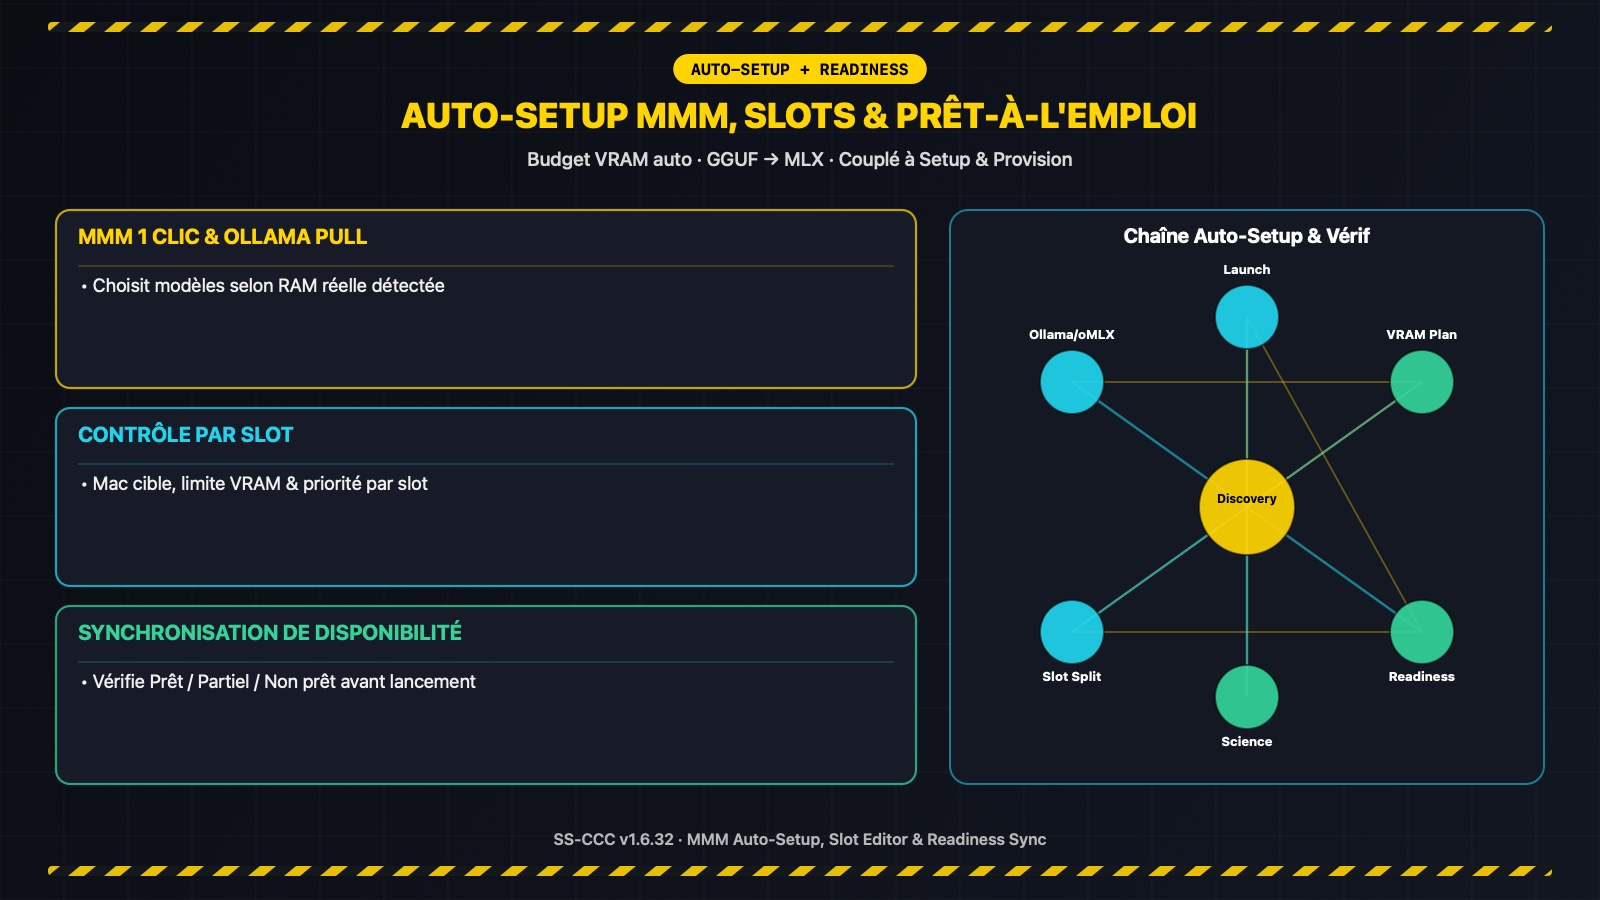 AUTO-SETUP + READINESS
AUTO-SETUP MMM, SLOTS & PRÊT-À-L'EMPLOI
Budget VRAM auto · GGUF → MLX · Couplé à Setup & Provision
MMM 1 CLIC & OLLAMA PULL
• Choisit modèles selon RAM réelle détectée
CONTRÔLE PAR SLOT
• Mac cible, limite VRAM & priorité par slot
SYNCHRONISATION DE DISPONIBILITÉ
• Vérifie Prêt / Partiel / Non prêt avant lancement
Chaîne Auto-Setup & Vérif
Launch
Ollama/oMLX
VRAM Plan
Discovery
Slot Split
Readiness
Science
SS-CCC v1.6.32 · MMM Auto-Setup, Slot Editor & Readiness Sync